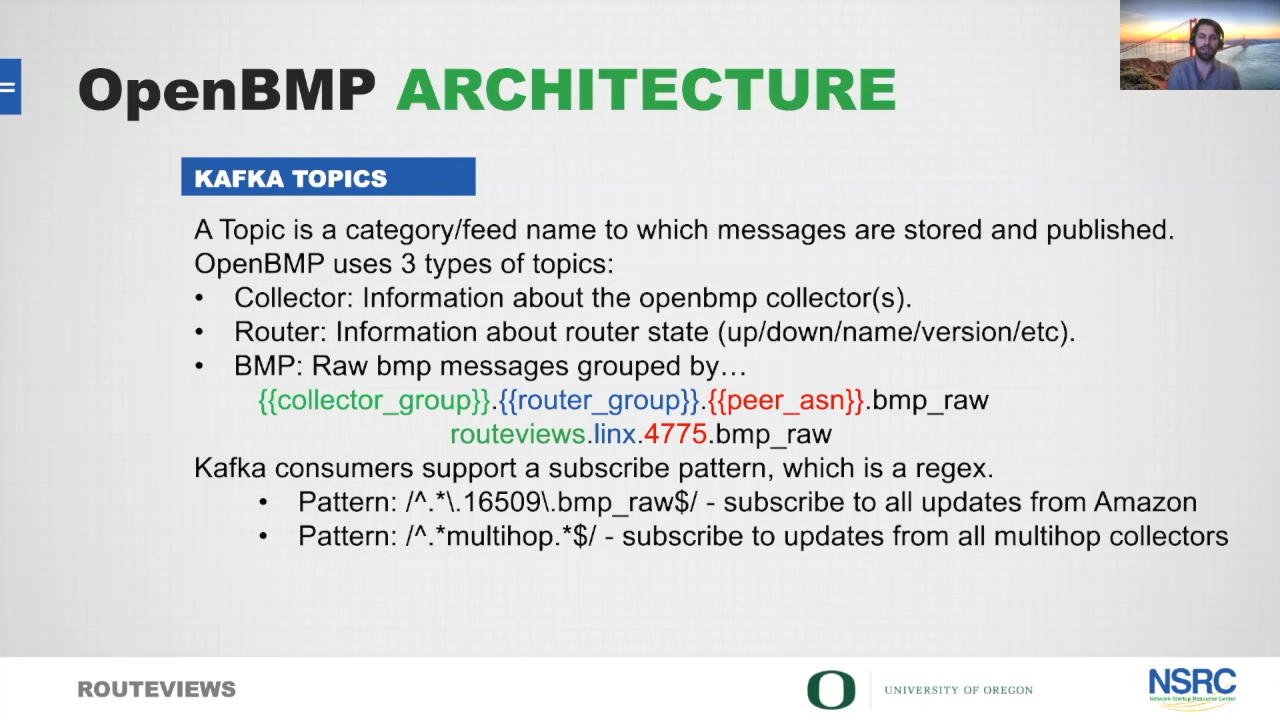 OpenBMP ARCHITECTURE
KAFKA TOPICS
A Topic is a category/feed name to which messages are stored and published.
OpenBMP uses 3 types of topics:
• Collector: Information about the openbmp collector(s).
• Router: Information about router state (up/down/name/version/etc).
• BMP: Raw bmp messages grouped by…
{{collector_group}}.{{router_group}}.{{peer_asn}}.bmp_raw
routeviews.linx.4775.bmp_raw
Kafka consumers support a subscribe pattern, which is a regex.
• Pattern: /^.*\.16509\.bmp_raw$/ - subscribe to all updates from Amazon
• Pattern: /^.*multihop.*$/ - subscribe to updates from all multihop collectors
ROUTEVIEWS
O
UNIVERSITY OF OREGON
NSRC
Network Startup Resource Center